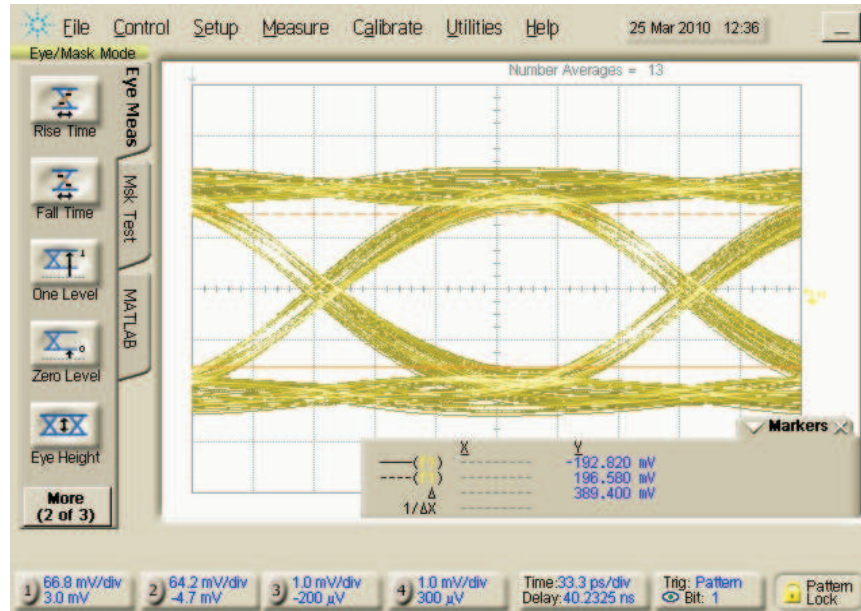 File Control Setup Measure Calibrate Utilities Help 25 Mar 2010 12:36
Eye/Mask Mode
Number Averages = 13
Eye Meas
Msk Test
MATLAB
Rise Time
Fall Time
One Level
Zero Level
Eye Height
More
(2 of 3)
Markers
X Y
-192.820 mV
196.580 mV
Δ 389.400 mV
1/ΔX
1 66.8 mV/div
3.0 mV
2 64.2 mV/div
-4.7 mV
3 1.0 mV/div
-200 µV
4 1.0 mV/div
300 µV
Time:33.3 ps/div
Delay:40.2325 ns
Trig: Pattern
Bit: 1
Pattern
Lock